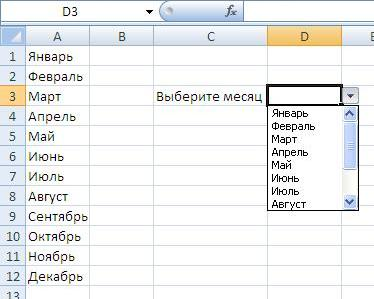 D3
fx
A B C D E
1 Январь
2 Февраль
3 Март Выберите месяц
4 Апрель
5 Май
6 Июнь
7 Июль
8 Август
9 Сентябрь
10 Октябрь
11 Ноябрь
12 Декабрь
13
Январь
Февраль
Март
Апрель
Май
Июнь
Июль
Август